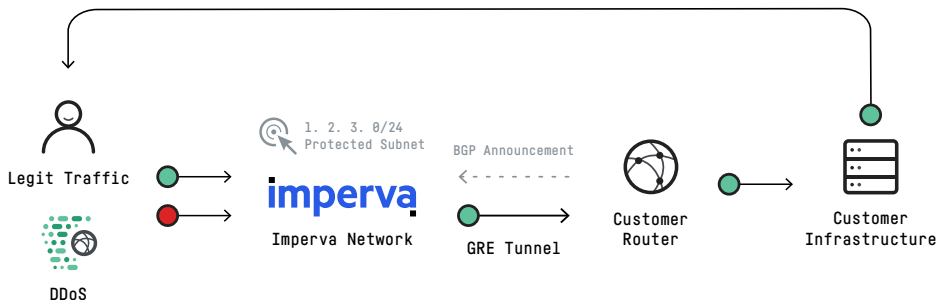 1. 2. 3. 0/24
Protected Subnet
BGP Announcement
Legit Traffic
imperva
Imperva Network
GRE Tunnel
Customer
Router
Customer
Infrastructure
DDoS